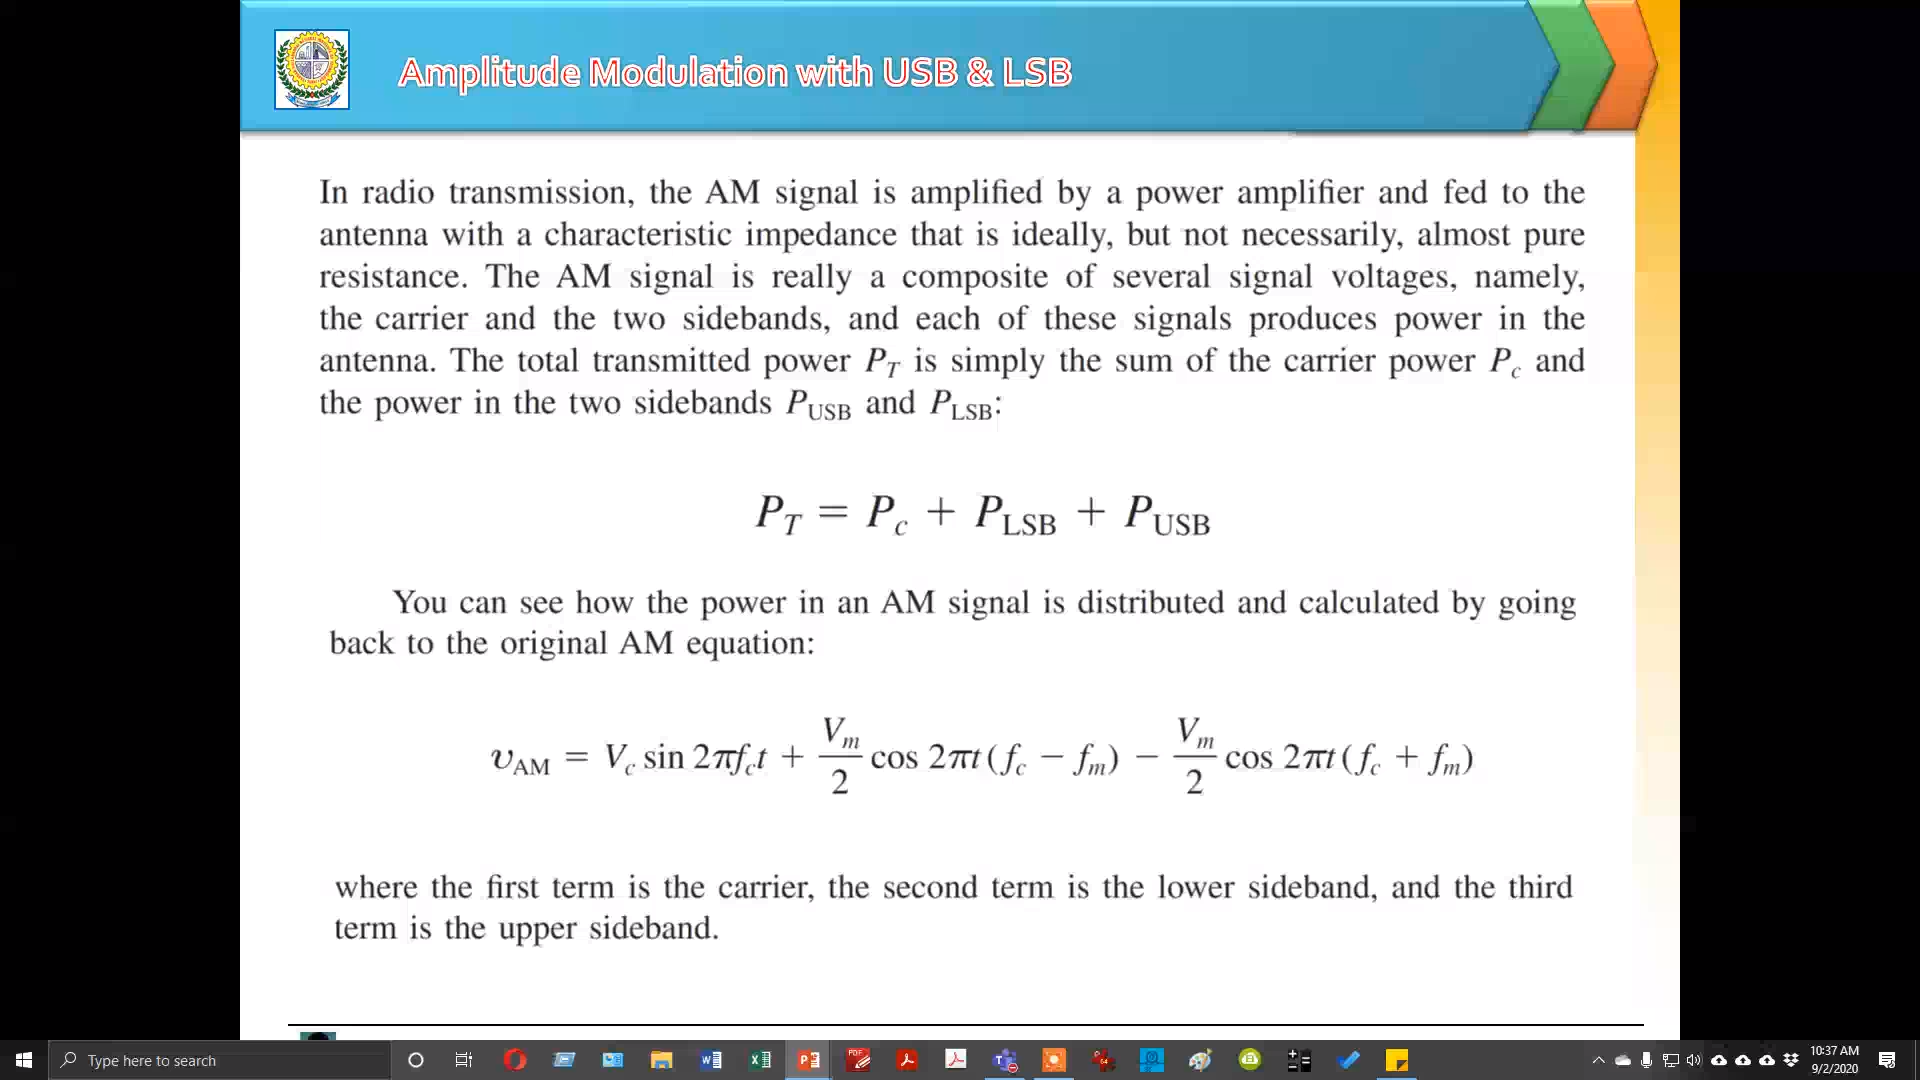 Amplitude Modulation with USB & LSB
In radio transmission, the AM signal is amplified by a power amplifier and fed to the
antenna with a characteristic impedance that is ideally, but not necessarily, almost pure
resistance. The AM signal is really a composite of several signal voltages, namely,
the carrier and the two sidebands, and each of these signals produces power in the
antenna. The total transmitted power P_T is simply the sum of the carrier power P_c and
the power in the two sidebands P_USB and P_LSB:
P_T = P_c + P_LSB + P_USB
You can see how the power in an AM signal is distributed and calculated by going
back to the original AM equation:
υ_AM = V_c sin 2πf_c t + V_m/2 cos 2πt(f_c − f_m) − V_m/2 cos 2πt(f_c + f_m)
where the first term is the carrier, the second term is the lower sideband, and the third
term is the upper sideband.
Type here to search
10:37 AM
9/2/2020